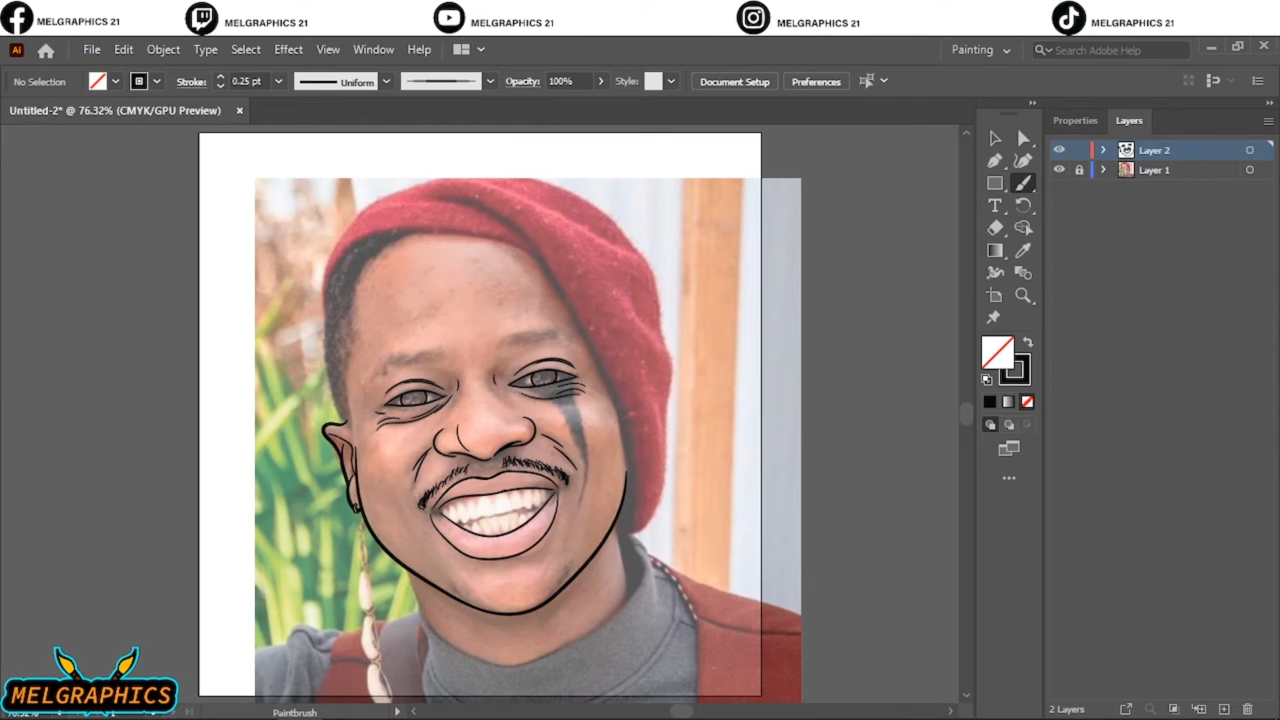 MELGRAPHICS 21
MELGRAPHICS 21
MELGRAPHICS 21
MELGRAPHICS 21
MELGRAPHICS 21
Ai
File Edit Object Type Select Effect View Window Help
Painting
Search Adobe Help
No Selection
Stroke:
0.25 pt
Uniform
Opacity:
100%
Style:
Document Setup
Preferences
Untitled-2* @ 76.32% (CMYK/GPU Preview)
Properties
Layers
Layer 2
Layer 1
MELGRAPHICS
Paintbrush
2 Layers